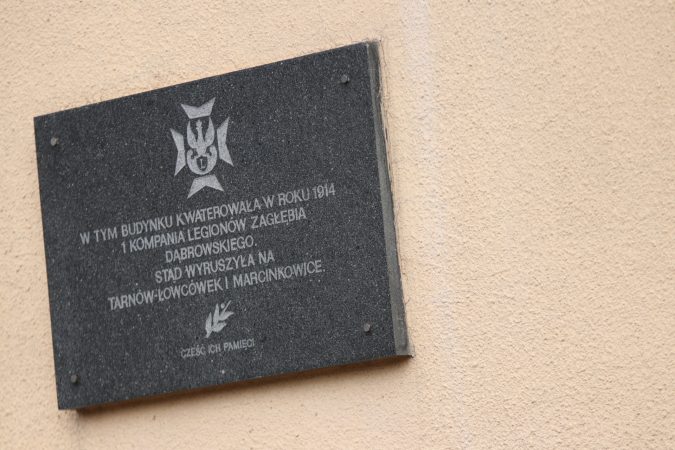 L
W TYM BUDYNKU KWATEROWAŁA W ROKU 1914
1 KOMPANIA LEGIONÓW ZAGŁĘBIA
DĄBROWSKIEGO.
STĄD WYRUSZYŁA NA
TARNÓW-ŁOWCÓWEK I MARCINKOWICE.
CZEŚĆ ICH PAMIĘCI